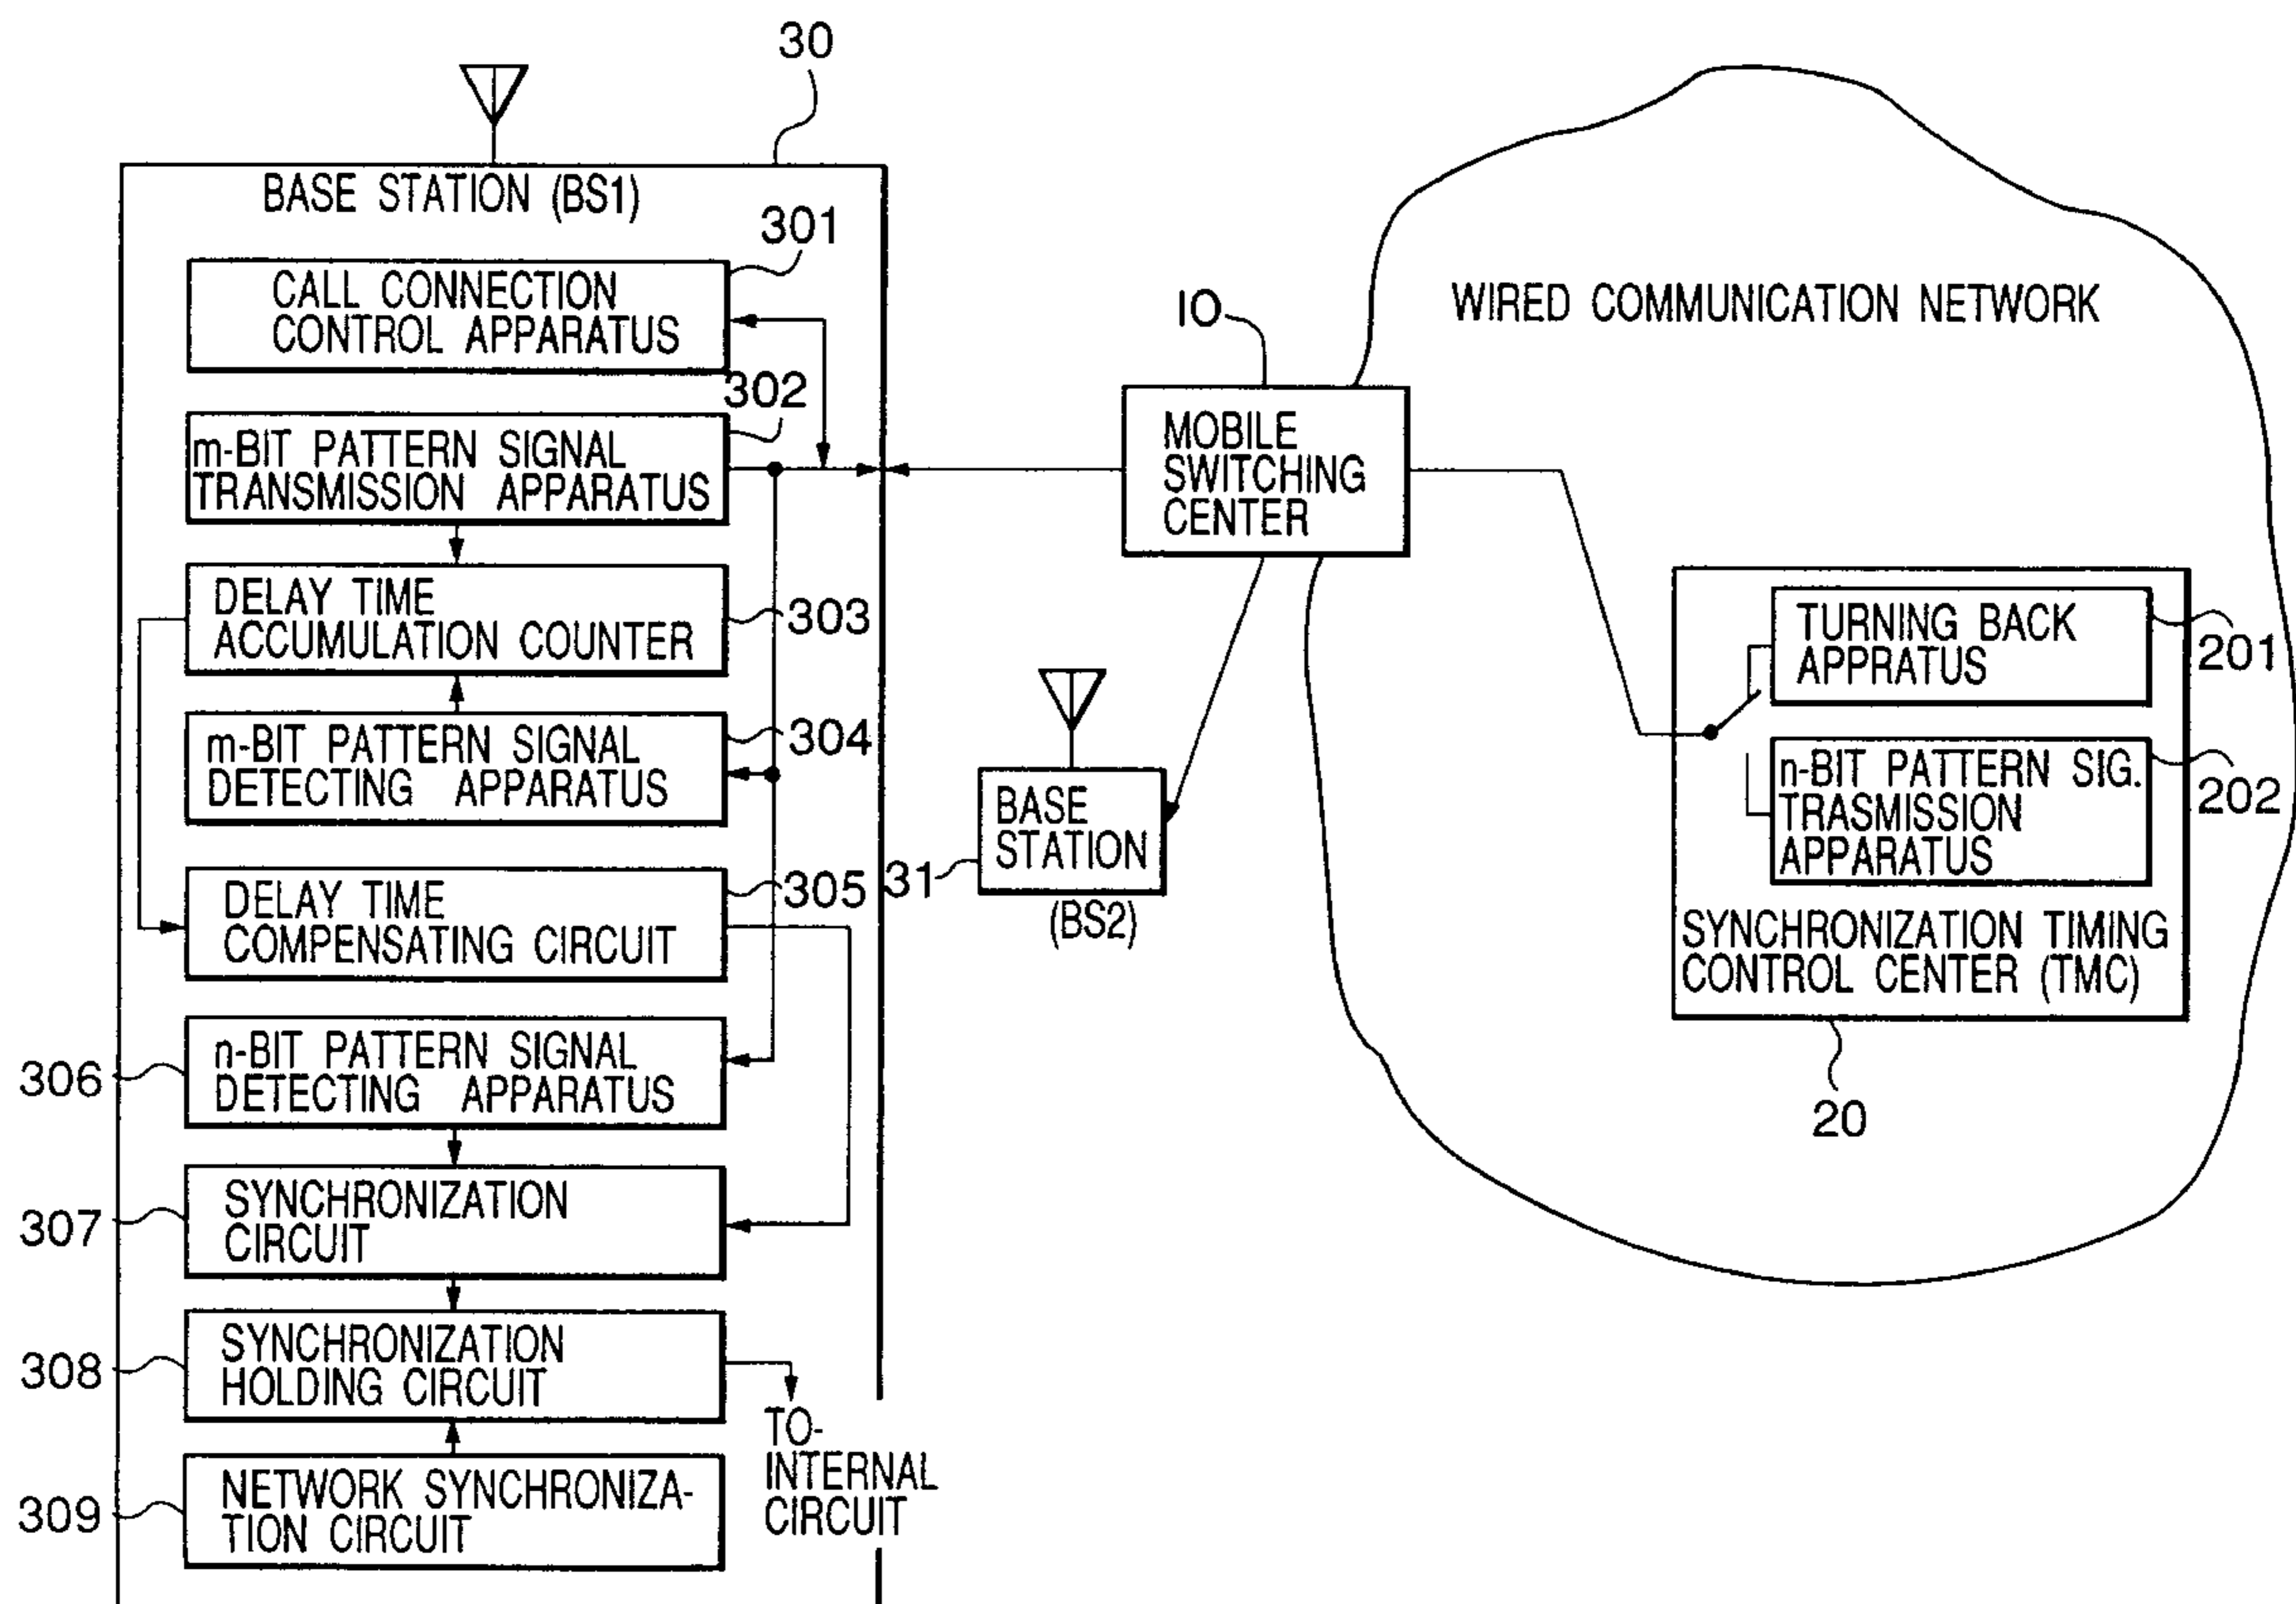 30
BASE STATION (BS1)
301
CALL CONNECTION
CONTROL APPARATUS
302
m-BIT PATTERN SIGNAL
TRANSMISSION APPARATUS
DELAY TIME
ACCUMULATION COUNTER
303
m-BIT PATTERN SIGNAL
DETECTING APPARATUS
304
DELAY TIME
COMPENSATING CIRCUIT
305
n-BIT PATTERN SIGNAL
DETECTING APPARATUS
306
SYNCHRONIZATION
CIRCUIT
307
SYNCHRONIZATION
HOLDING CIRCUIT
308
TO-
INTERNAL
CIRCUIT
NETWORK SYNCHRONIZA-
TION CIRCUIT
309
10
MOBILE
SWITCHING
CENTER
BASE
STATION
31
(BS2)
WIRED COMMUNICATION NETWORK
TURNING BACK
APPRATUS
201
n-BIT PATTERN SIG.
TRASMISSION
APPARATUS
202
SYNCHRONIZATION TIMING
CONTROL CENTER (TMC)
20